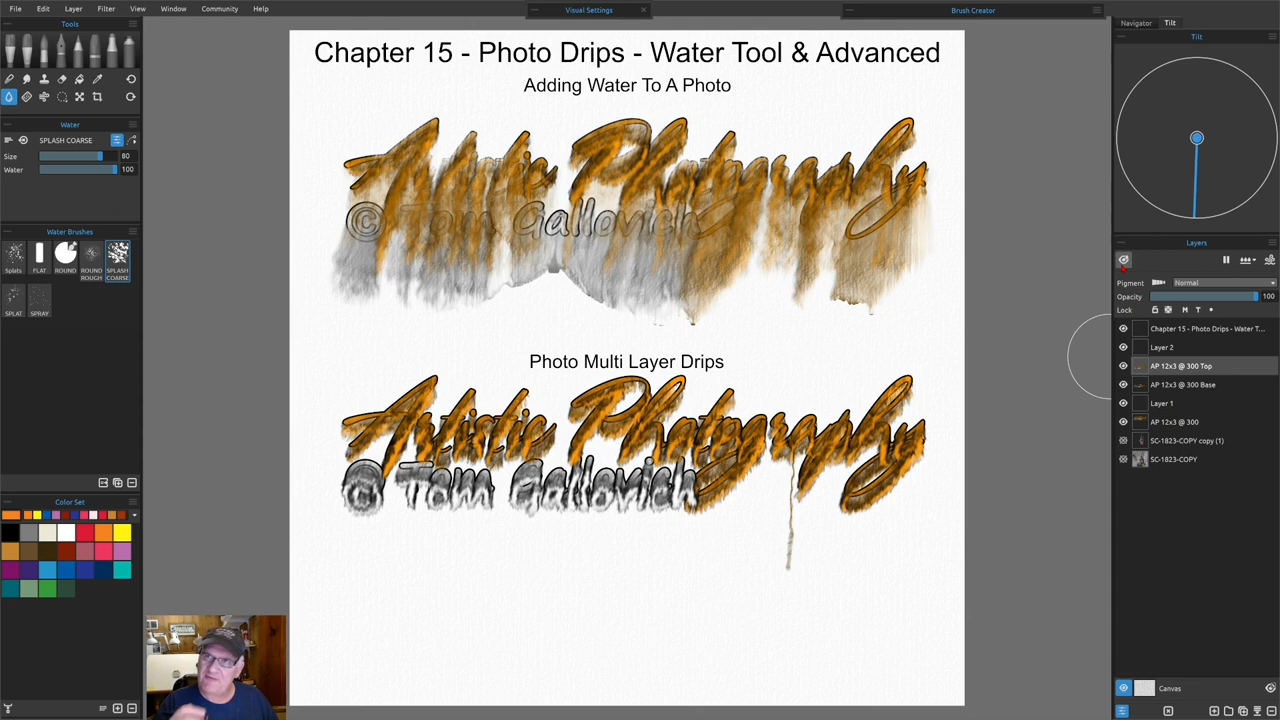 File Edit Layer Filter View Window Community Help
Visual Settings
Brush Creator
Tools
Navigator Tilt
Tilt
Chapter 15 - Photo Drips - Water Tool & Advanced
Adding Water To A Photo
Artistic Photography
© Tom Gallovich
Photo Multi Layer Drips
Artistic Photography
© Tom Gallovich
Water
SPLASH COARSE
Size 80
Water 100
Water Brushes
Splats FLAT ROUND ROUND ROUGH SPLASH COARSE
SPLAT SPRAY
Color Set
Layers
Pigment Normal
Opacity 100
Lock M T
Chapter 15 - Photo Drips - Water T...
Layer 2
AP 12x3 @ 300 Top
AP 12x3 @ 300 Base
Layer 1
AP 12x3 @ 300
SC-1823-COPY copy (1)
SC-1823-COPY
Canvas